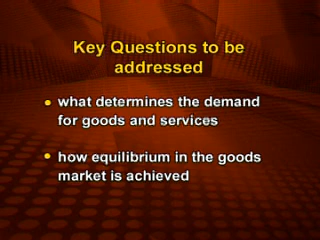 Key Questions to be
addressed
• what determines the demand
for goods and services
• how equilibrium in the goods
market is achieved